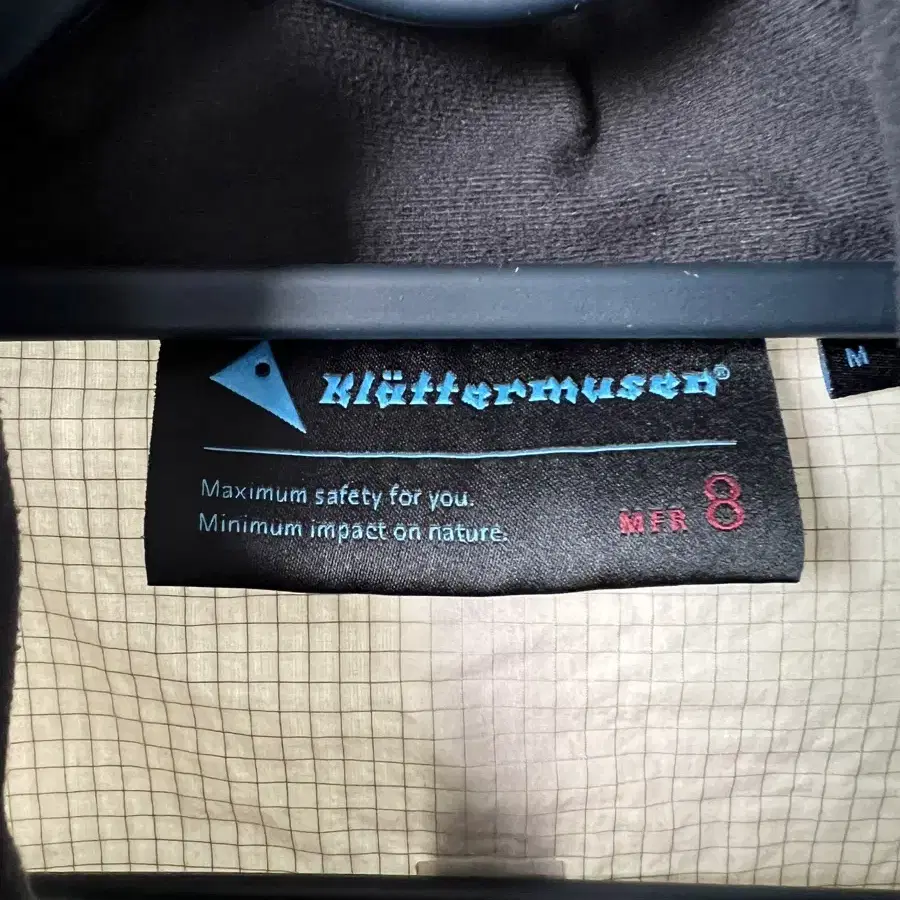 Klättermusen®
M
Maximum safety for you.
Minimum impact on nature.
MFR 8